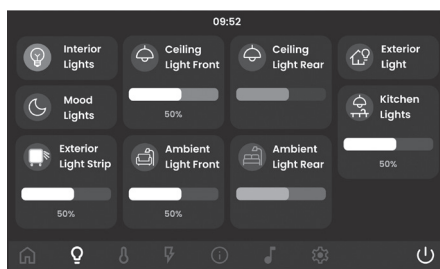 09:52
Interior
Lights
Ceiling
Light Front
50%
Ceiling
Light Rear
Exterior
Light
Mood
Lights
Kitchen
Lights
50%
Exterior
Light Strip
50%
Ambient
Light Front
50%
Ambient
Light Rear